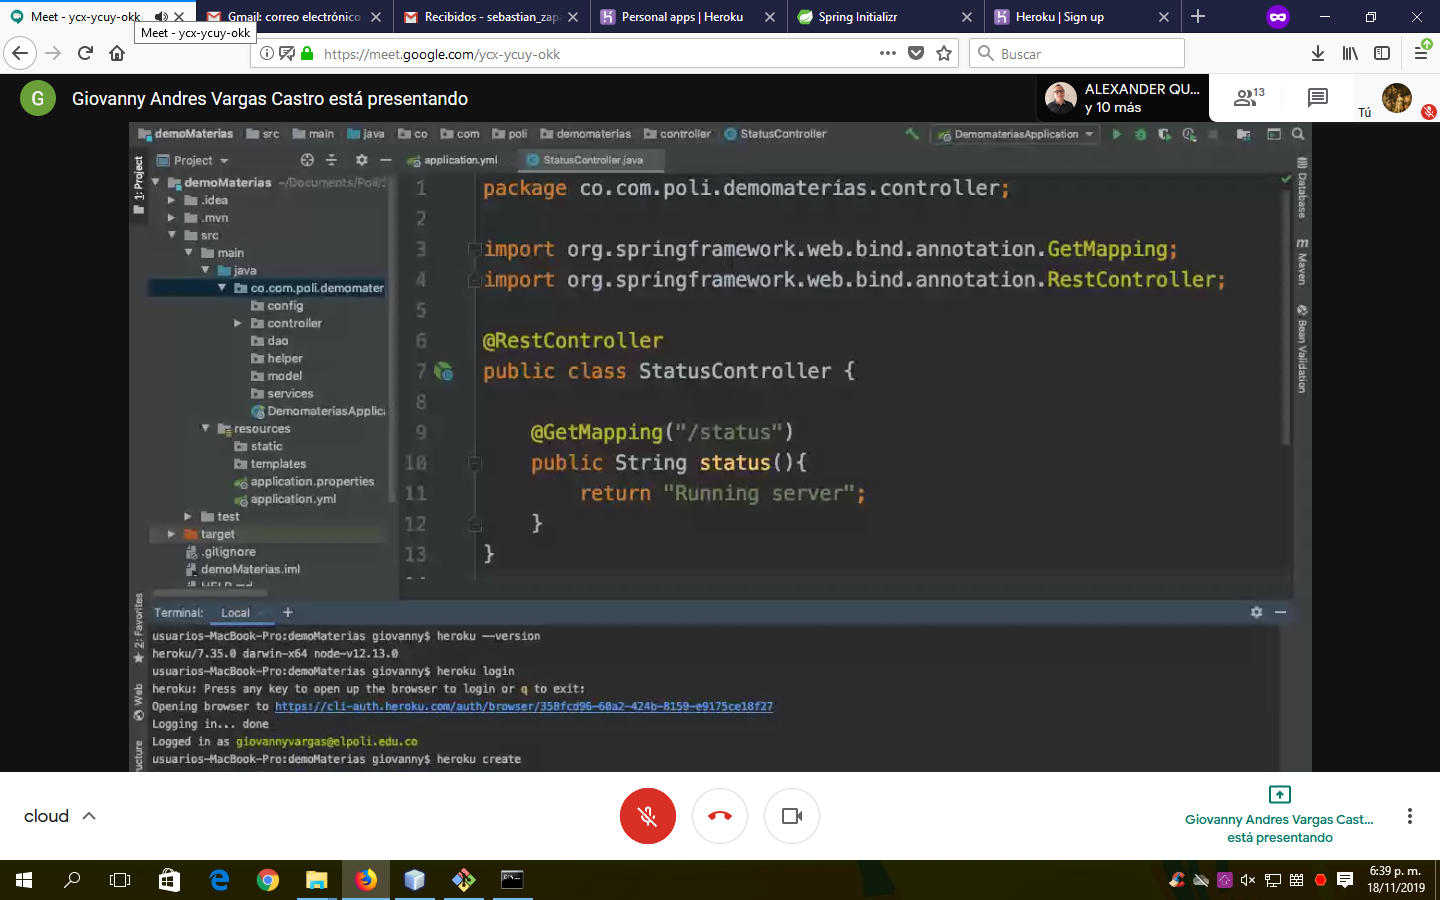 Meet - ycx-ycuy-okk
Gmail: correo electrónico
Recibidos - sebastian_zap
Personal apps | Heroku
Spring Initializr
Heroku | Sign up
Meet - ycx-ycuy-okk
https://meet.google.com/ycx-ycuy-okk
Buscar
G
Giovanny Andres Vargas Castro está presentando
ALEXANDER QU...
y 10 más
13
Tú
demoMaterias
src
main
java
co
com
poli
demomaterias
controller
StatusController
DemomateriasApplication
Project
application.yml
StatusController.java
1: Project
demoMaterias ~/Documents/Poli/
.idea
.mvn
src
main
java
co.com.poli.demomater
config
controller
dao
helper
model
services
DemomateriasApplic
resources
static
templates
application.properties
application.yml
test
target
.gitignore
demoMaterias.iml
HELP.md
1 package co.com.poli.demomaterias.controller;
2
3 import org.springframework.web.bind.annotation.GetMapping;
4 import org.springframework.web.bind.annotation.RestController;
5
6 @RestController
7 public class StatusController {
8
9 @GetMapping("/status")
10 public String status(){
11 return "Running server";
12 }
13 }
Database
Maven
Bean Validation
2: Favorites
Web
ucture
Terminal: Local +
usuarios-MacBook-Pro:demoMaterias giovanny$ heroku --version
heroku/7.35.0 darwin-x64 node-v12.13.0
usuarios-MacBook-Pro:demoMaterias giovanny$ heroku login
heroku: Press any key to open up the browser to login or q to exit:
Opening browser to https://cli-auth.heroku.com/auth/browser/358fcd96-60a2-424b-8159-e9175ce18f27
Logging in... done
Logged in as giovannyvargas@elpoli.edu.co
usuarios-MacBook-Pro:demoMaterias giovanny$ heroku create
cloud
Giovanny Andres Vargas Cast...
está presentando
6:39 p. m.
18/11/2019